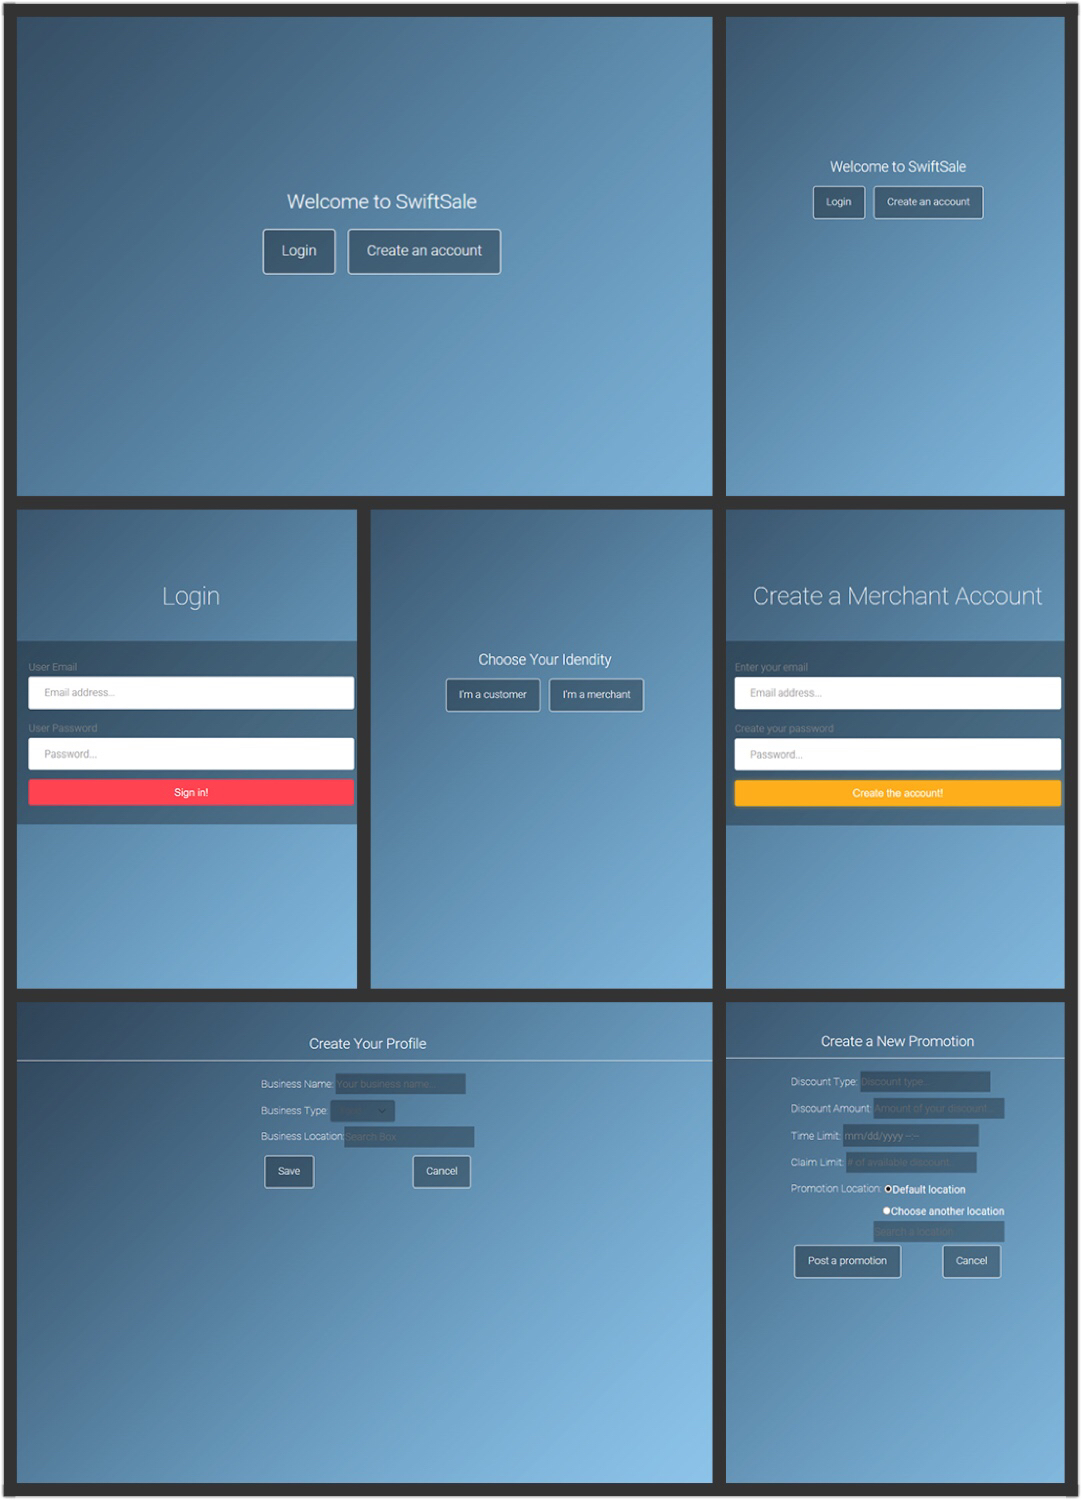 Welcome to SwiftSale
Login
Create an account
Welcome to SwiftSale
Login
Create an account
Login
User Email
Email address...
User Password
Password...
Sign in!
Choose Your Idendity
I'm a customer
I'm a merchant
Create a Merchant Account
Enter your email
Email address...
Create your password
Password...
Create the account!
Create Your Profile
Business Name: Your business name...
Business Type:
Business Location: Search Box
Save
Cancel
Create a New Promotion
Discount Type: Discount type...
Discount Amount: Amount of your discount...
Time Limit: mm/dd/yyyy --:--
Claim Limit: # of available discount...
Promotion Location: Default location
Choose another location
Search a location
Post a promotion
Cancel